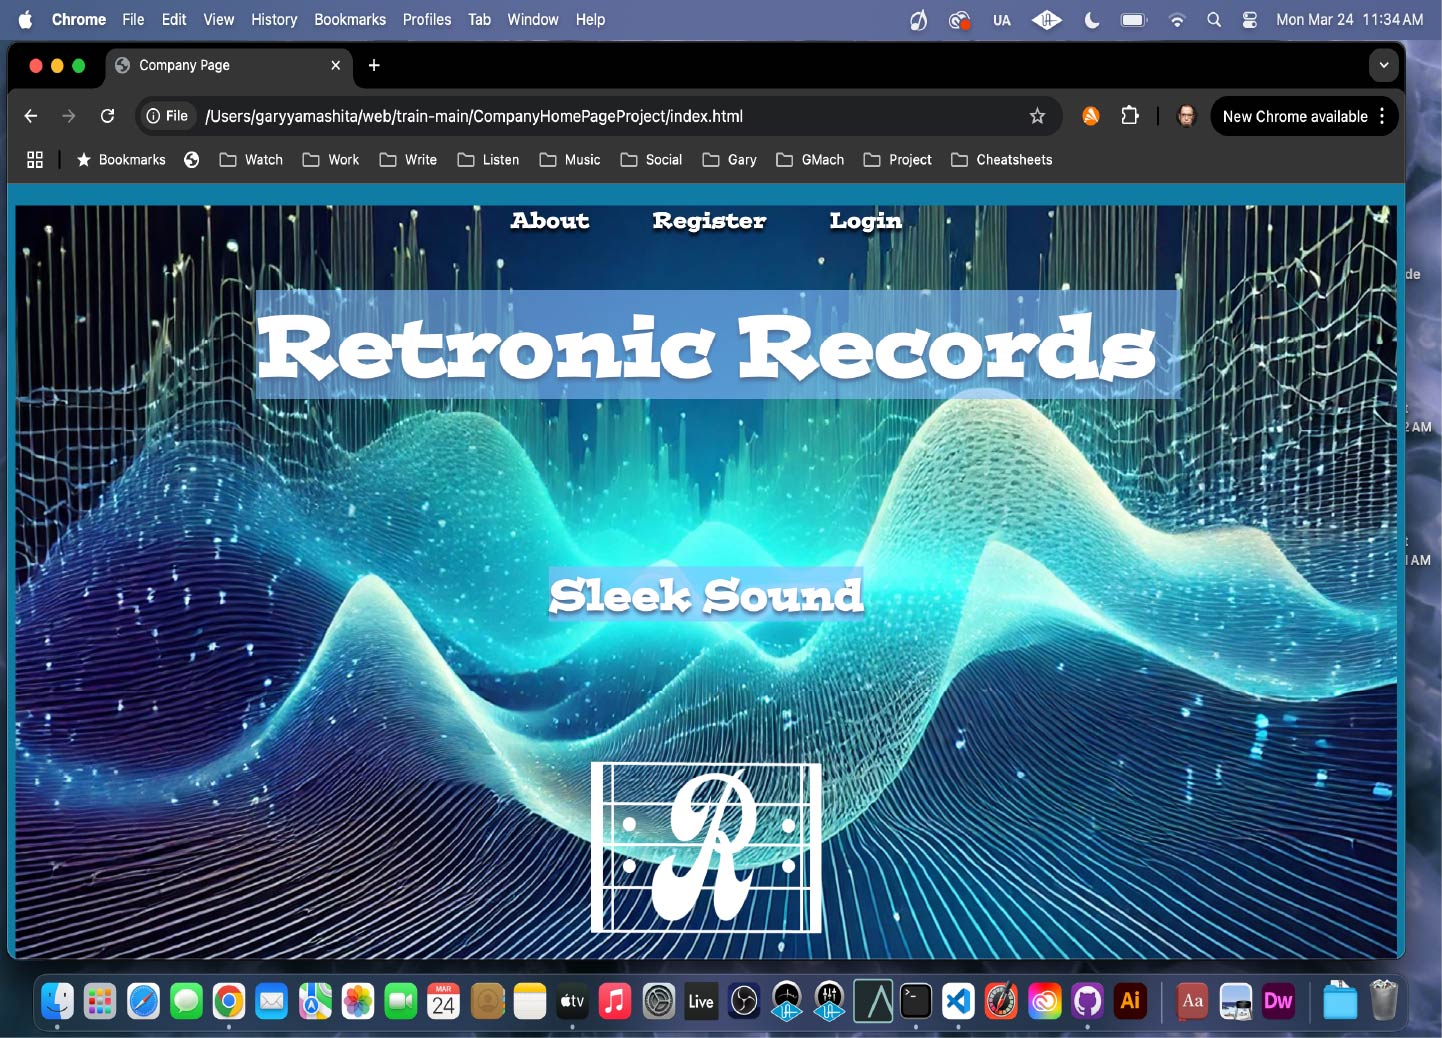 Chrome File Edit View History Bookmarks Profiles Tab Window Help UA Mon Mar 24 11:34 AM
Company Page
File /Users/garyyamashita/web/train-main/CompanyHomePageProject/index.html New Chrome available
Bookmarks Watch Work Write Listen Music Social Gary GMach Project Cheatsheets
About Register Login
de
Retronic Records
2 AM
AM
Sleek Sound
R
MAR
24
tv
Live
Ai
Aa
Dw